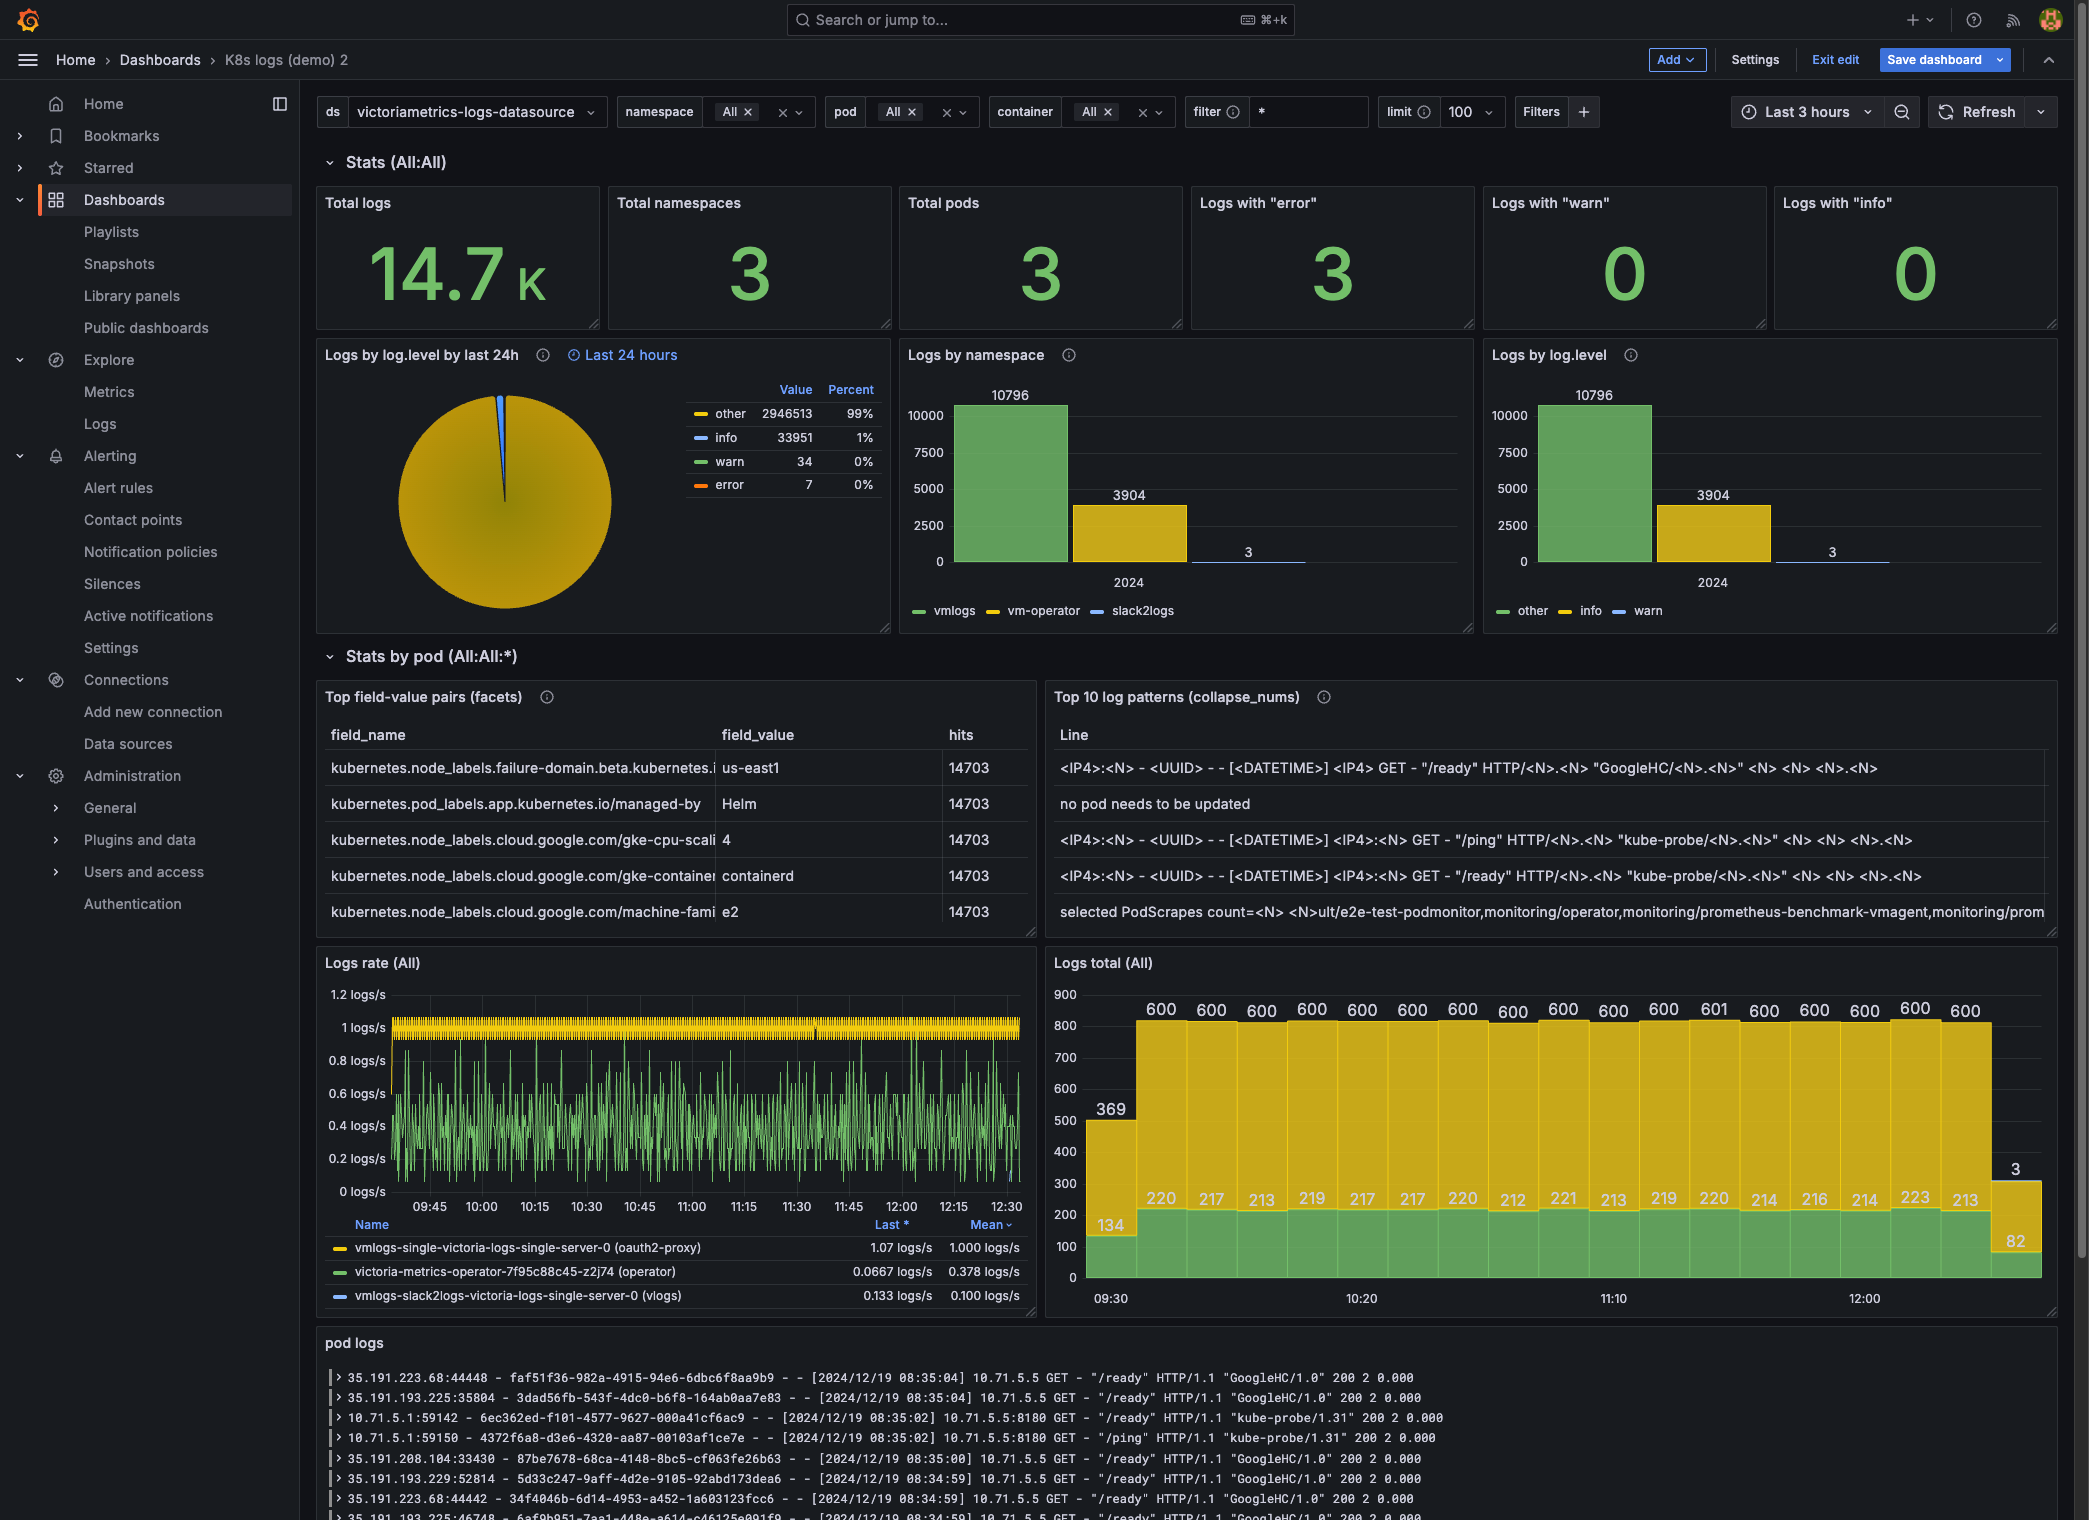 Search or jump to...
⌘+k
Home › Dashboards › K8s logs (demo) 2
Add
Settings
Exit edit
Save dashboard
Home
Bookmarks
Starred
Dashboards
Playlists
Snapshots
Library panels
Public dashboards
Explore
Metrics
Logs
Alerting
Alert rules
Contact points
Notification policies
Silences
Active notifications
Settings
Connections
Add new connection
Data sources
Administration
General
Plugins and data
Users and access
Authentication
ds victoriametrics-logs-datasource namespace All pod All container All filter * limit 100 Filters + Last 3 hours Refresh
Stats (All:All)
Total logs
14.7 K
Total namespaces
3
Total pods
3
Logs with "error"
3
Logs with "warn"
0
Logs with "info"
0
Logs by log.level by last 24h Last 24 hours
Value Percent
other 2946513 99%
info 33951 1%
warn 34 0%
error 7 0%
Logs by namespace
10796
10000
7500
5000
3904
2500
3
0
2024
vmlogs vm-operator slack2logs
Logs by log.level
10796
10000
7500
5000
3904
2500
3
0
2024
other info warn
Stats by pod (All:All:*)
Top field-value pairs (facets)
field_name field_value hits
kubernetes.node_labels.failure-domain.beta.kubernetes.i us-east1 14703
kubernetes.pod_labels.app.kubernetes.io/managed-by Helm 14703
kubernetes.node_labels.cloud.google.com/gke-cpu-scali 4 14703
kubernetes.node_labels.cloud.google.com/gke-container containerd 14703
kubernetes.node_labels.cloud.google.com/machine-fami e2 14703
Top 10 log patterns (collapse_nums)
Line
<IP4>:<N> - <UUID> - - [<DATETIME>] <IP4> GET - "/ready" HTTP/<N>.<N> "GoogleHC/<N>.<N>" <N> <N> <N>.<N>
no pod needs to be updated
<IP4>:<N> - <UUID> - - [<DATETIME>] <IP4>:<N> GET - "/ping" HTTP/<N>.<N> "kube-probe/<N>.<N>" <N> <N> <N>.<N>
<IP4>:<N> - <UUID> - - [<DATETIME>] <IP4>:<N> GET - "/ready" HTTP/<N>.<N> "kube-probe/<N>.<N>" <N> <N> <N>.<N>
selected PodScrapes count=<N> <N>ult/e2e-test-podmonitor,monitoring/operator,monitoring/prometheus-benchmark-vmagent,monitoring/prom
Logs rate (All)
1.2 logs/s
1 logs/s
0.8 logs/s
0.6 logs/s
0.4 logs/s
0.2 logs/s
0 logs/s
09:45 10:00 10:15 10:30 10:45 11:00 11:15 11:30 11:45 12:00 12:15 12:30
Name Last * Mean
vmlogs-single-victoria-logs-single-server-0 (oauth2-proxy) 1.07 logs/s 1.000 logs/s
victoria-metrics-operator-7f95c88c45-z2j74 (operator) 0.0667 logs/s 0.378 logs/s
vmlogs-slack2logs-victoria-logs-single-server-0 (vlogs) 0.133 logs/s 0.100 logs/s
Logs total (All)
900
800
700
600
500
400
300
200
100
0
369 600 600 600 600 600 600 600 600 600 600 600 601 600 600 600 600 600 3
134 220 217 213 219 217 217 220 212 221 213 219 220 214 216 214 223 213 82
09:30 10:20 11:10 12:00
pod logs
35.191.223.68:44448 - faf51f36-982a-4915-94e6-6dbc6f8aa9b9 - - [2024/12/19 08:35:04] 10.71.5.5 GET - "/ready" HTTP/1.1 "GoogleHC/1.0" 200 2 0.000
35.191.193.225:35804 - 3dad56fb-543f-4dc0-b6f8-164ab0aa7e83 - - [2024/12/19 08:35:04] 10.71.5.5 GET - "/ready" HTTP/1.1 "GoogleHC/1.0" 200 2 0.000
10.71.5.1:59142 - 6ec362ed-f101-4577-9627-000a41cf6ac9 - - [2024/12/19 08:35:02] 10.71.5.5:8180 GET - "/ready" HTTP/1.1 "kube-probe/1.31" 200 2 0.000
10.71.5.1:59150 - 4372f6a8-d3e6-4320-aa87-00103af1ce7e - - [2024/12/19 08:35:02] 10.71.5.5:8180 GET - "/ping" HTTP/1.1 "kube-probe/1.31" 200 2 0.000
35.191.208.104:33430 - 87be7678-68ca-4148-8bc5-cf063fe26b63 - - [2024/12/19 08:35:00] 10.71.5.5 GET - "/ready" HTTP/1.1 "GoogleHC/1.0" 200 2 0.000
35.191.193.229:52814 - 5d33c247-9aff-4d2e-9105-92abd173dea6 - - [2024/12/19 08:34:59] 10.71.5.5 GET - "/ready" HTTP/1.1 "GoogleHC/1.0" 200 2 0.000
35.191.223.68:44442 - 34f4046b-6d14-4953-a452-1a603123fcc6 - - [2024/12/19 08:34:59] 10.71.5.5 GET - "/ready" HTTP/1.1 "GoogleHC/1.0" 200 2 0.000
35.191.193.225:46748 - 6af9b951-7aa1-448e-a614-c46125e091f9 - - [2024/12/19 08:34:59] 10.71.5.5 GET - "/ready" HTTP/1.1 "GoogleHC/1.0" 200 2 0.000